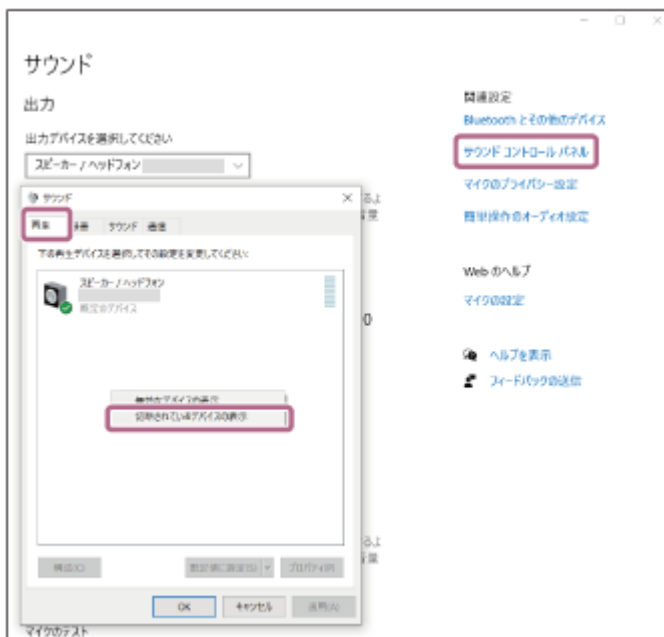 サウンド
出力
出力デバイスを選択してください
スピーカー / ヘッドフォン
サウンド
再生 録音 サウンド 通信
下の再生デバイスを選択してその設定を変更してください:
スピーカー / ヘッドフォン
既定のデバイス
無効なデバイスの表示
切断されているデバイスの表示
構成(C) 既定値に設定(S) プロパティ(P)
OK キャンセル 適用(A)
マイクのテスト
関連設定
Bluetooth とその他のデバイス
サウンド コントロール パネル
マイクのプライバシー設定
簡単操作のオーディオ設定
Web のヘルプ
マイクの設定
ヘルプを表示
フィードバックの送信